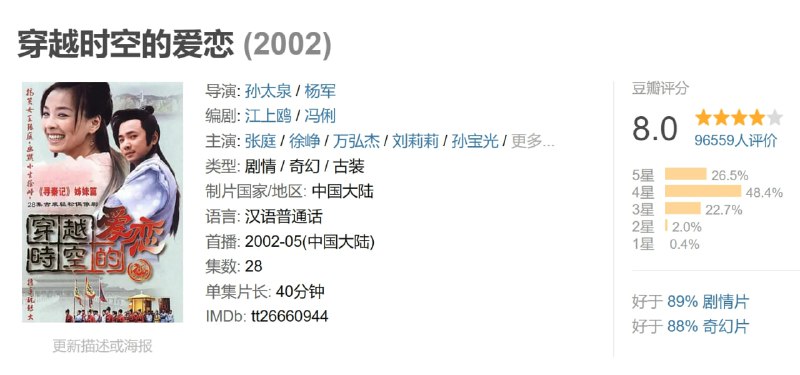 穿越时空的爱恋 (2002)
杨贵女王张庭·幽默小生徐峥·
《寻秦记》姊妹篇
28集古装轻松偶像剧
穿越時空的爱恋
更新描述或海报
导演: 孙太泉 / 杨军
编剧: 江上鸥 / 冯俐
主演: 张庭 / 徐峥 / 万弘杰 / 刘莉莉 / 孙宝光 / 更多...
类型: 剧情 / 奇幻 / 古装
制片国家/地区: 中国大陆
语言: 汉语普通话
首播: 2002-05(中国大陆)
集数: 28
单集片长: 40分钟
IMDb: tt26660944
豆瓣评分
8.0
96559人评价
5星 26.5%
4星 48.4%
3星 22.7%
2星 2.0%
1星 0.4%
好于 89% 剧情片
好于 88% 奇幻片